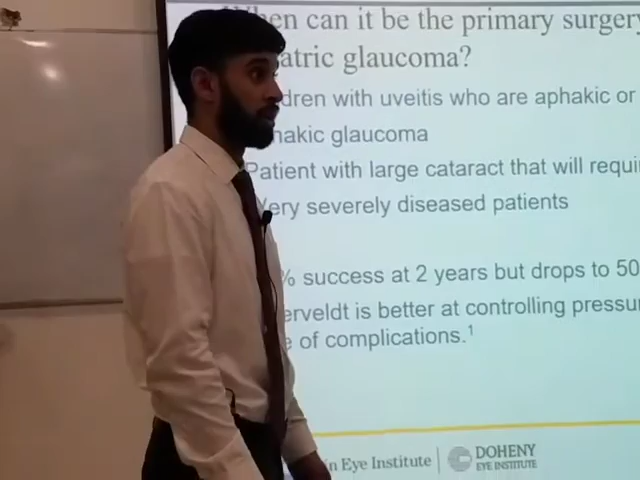 en can it be the primary surgery
atric glaucoma?
dren with uveitis who are aphakic or
hakic glaucoma
Patient with large cataract that will requi
Very severely diseased patients
% success at 2 years but drops to 50
erveldt is better at controlling pressu
e of complications.¹
n Eye Institute
DOHENY
EYE INSTITUTE